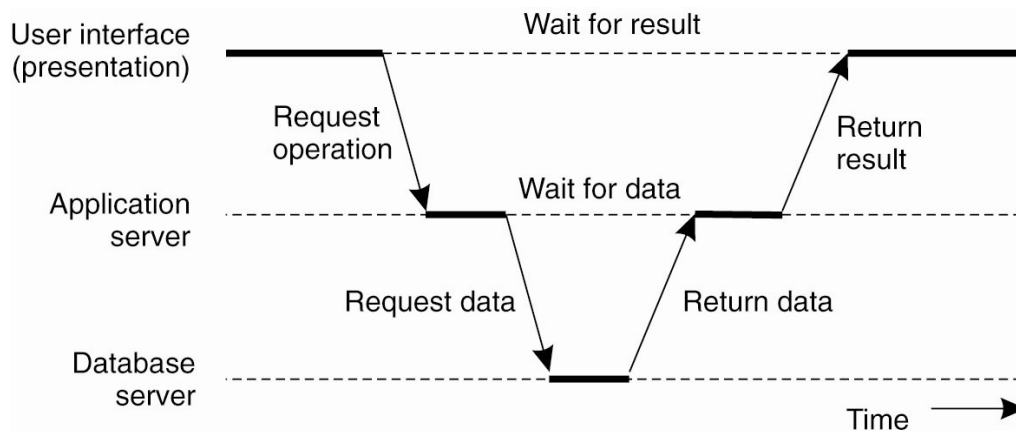 User interface
(presentation)
Wait for result
Request
operation
Return
result
Wait for data
Application
server
Request data
Return data
Database
server
Time